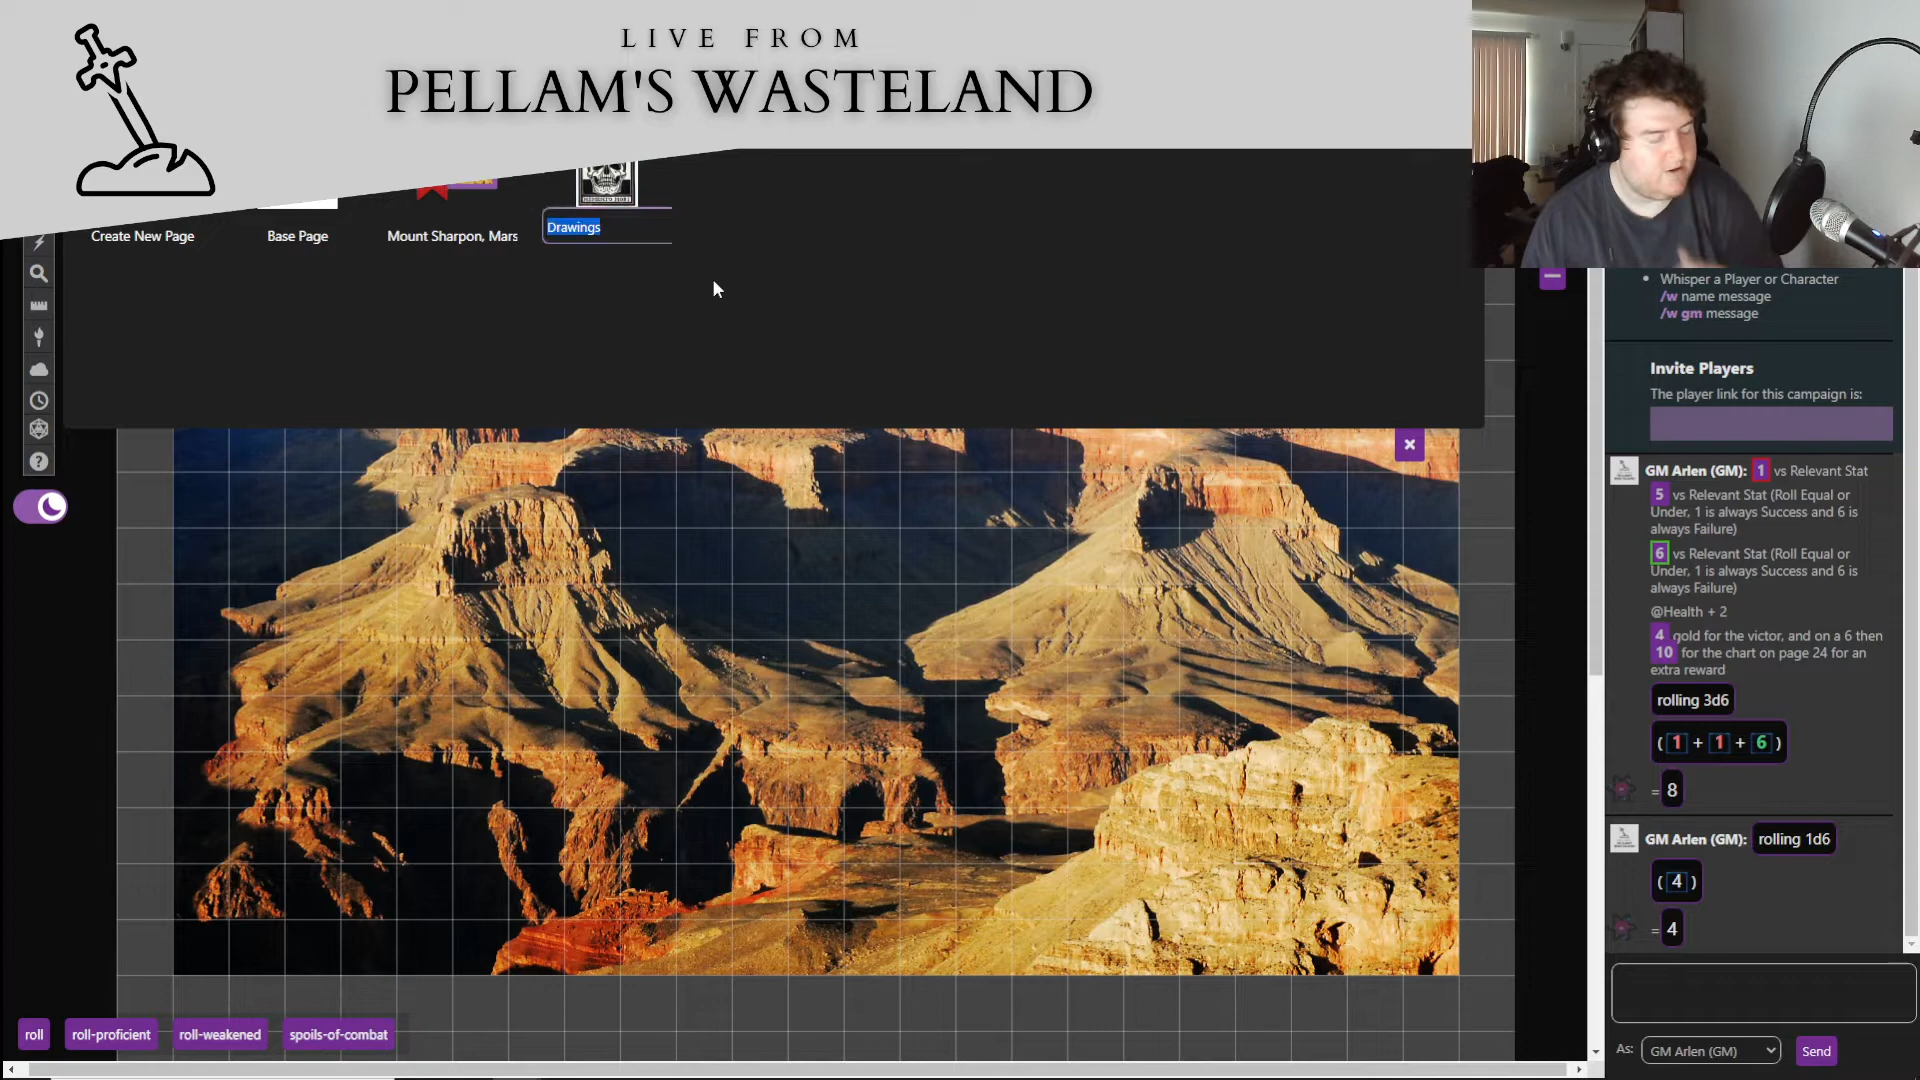 LIVE FROM
PELLAM'S WASTELAND
MEMENTO MORI
Create New Page
Base Page
Mount Sharpon, Mars
Drawings
Whisper a Player or Character
/w name message
/w gm message
Invite Players
The player link for this campaign is:
GM Arlen (GM): 1 vs Relevant Stat
5 vs Relevant Stat (Roll Equal or
Under, 1 is always Success and 6 is
always Failure)
6 vs Relevant Stat (Roll Equal or
Under, 1 is always Success and 6 is
always Failure)
@Health + 2
4 gold for the victor, and on a 6 then
10 for the chart on page 24 for an
extra reward
rolling 3d6
(1 + 1 + 6)
= 8
GM Arlen (GM): rolling 1d6
(4)
= 4
roll
roll-proficient
roll-weakened
spoils-of-combat
As:
GM Arlen (GM)
Send